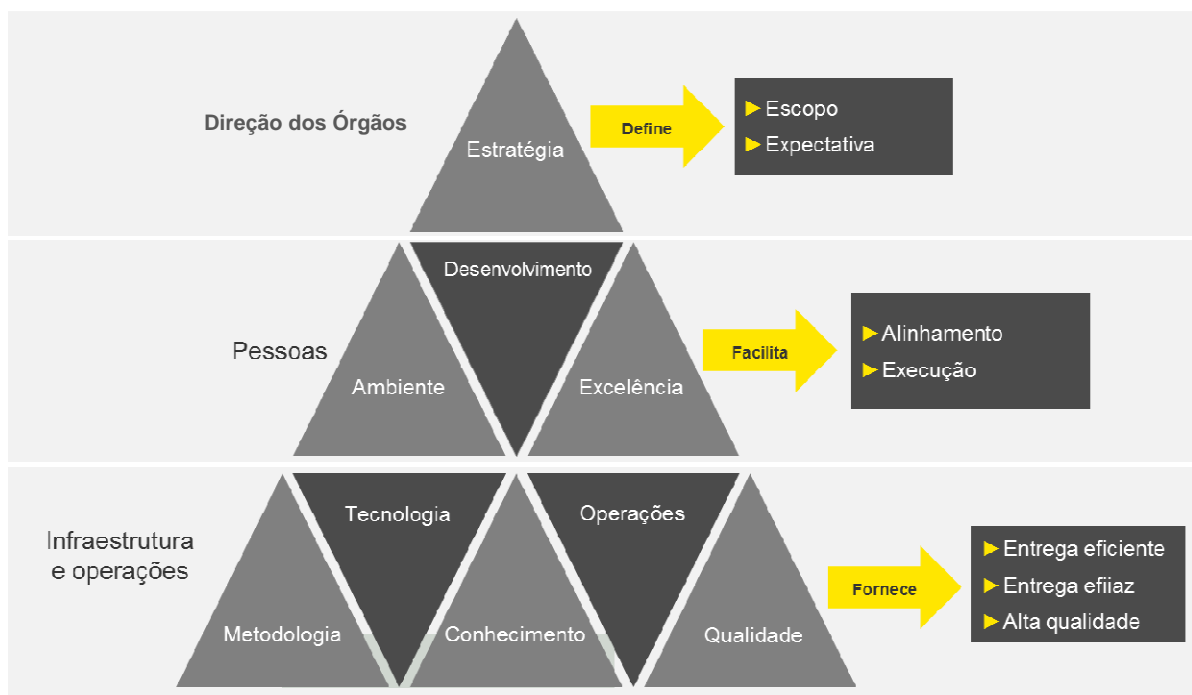 Direção dos Órgãos
Estratégia
Define
Escopo
Expectativa
Pessoas
Desenvolvimento
Ambiente
Excelência
Facilita
Alinhamento
Execução
Infraestrutura
e operações
Tecnologia
Operações
Metodologia
Conhecimento
Qualidade
Fornece
Entrega eficiente
Entrega efiiaz
Alta qualidade